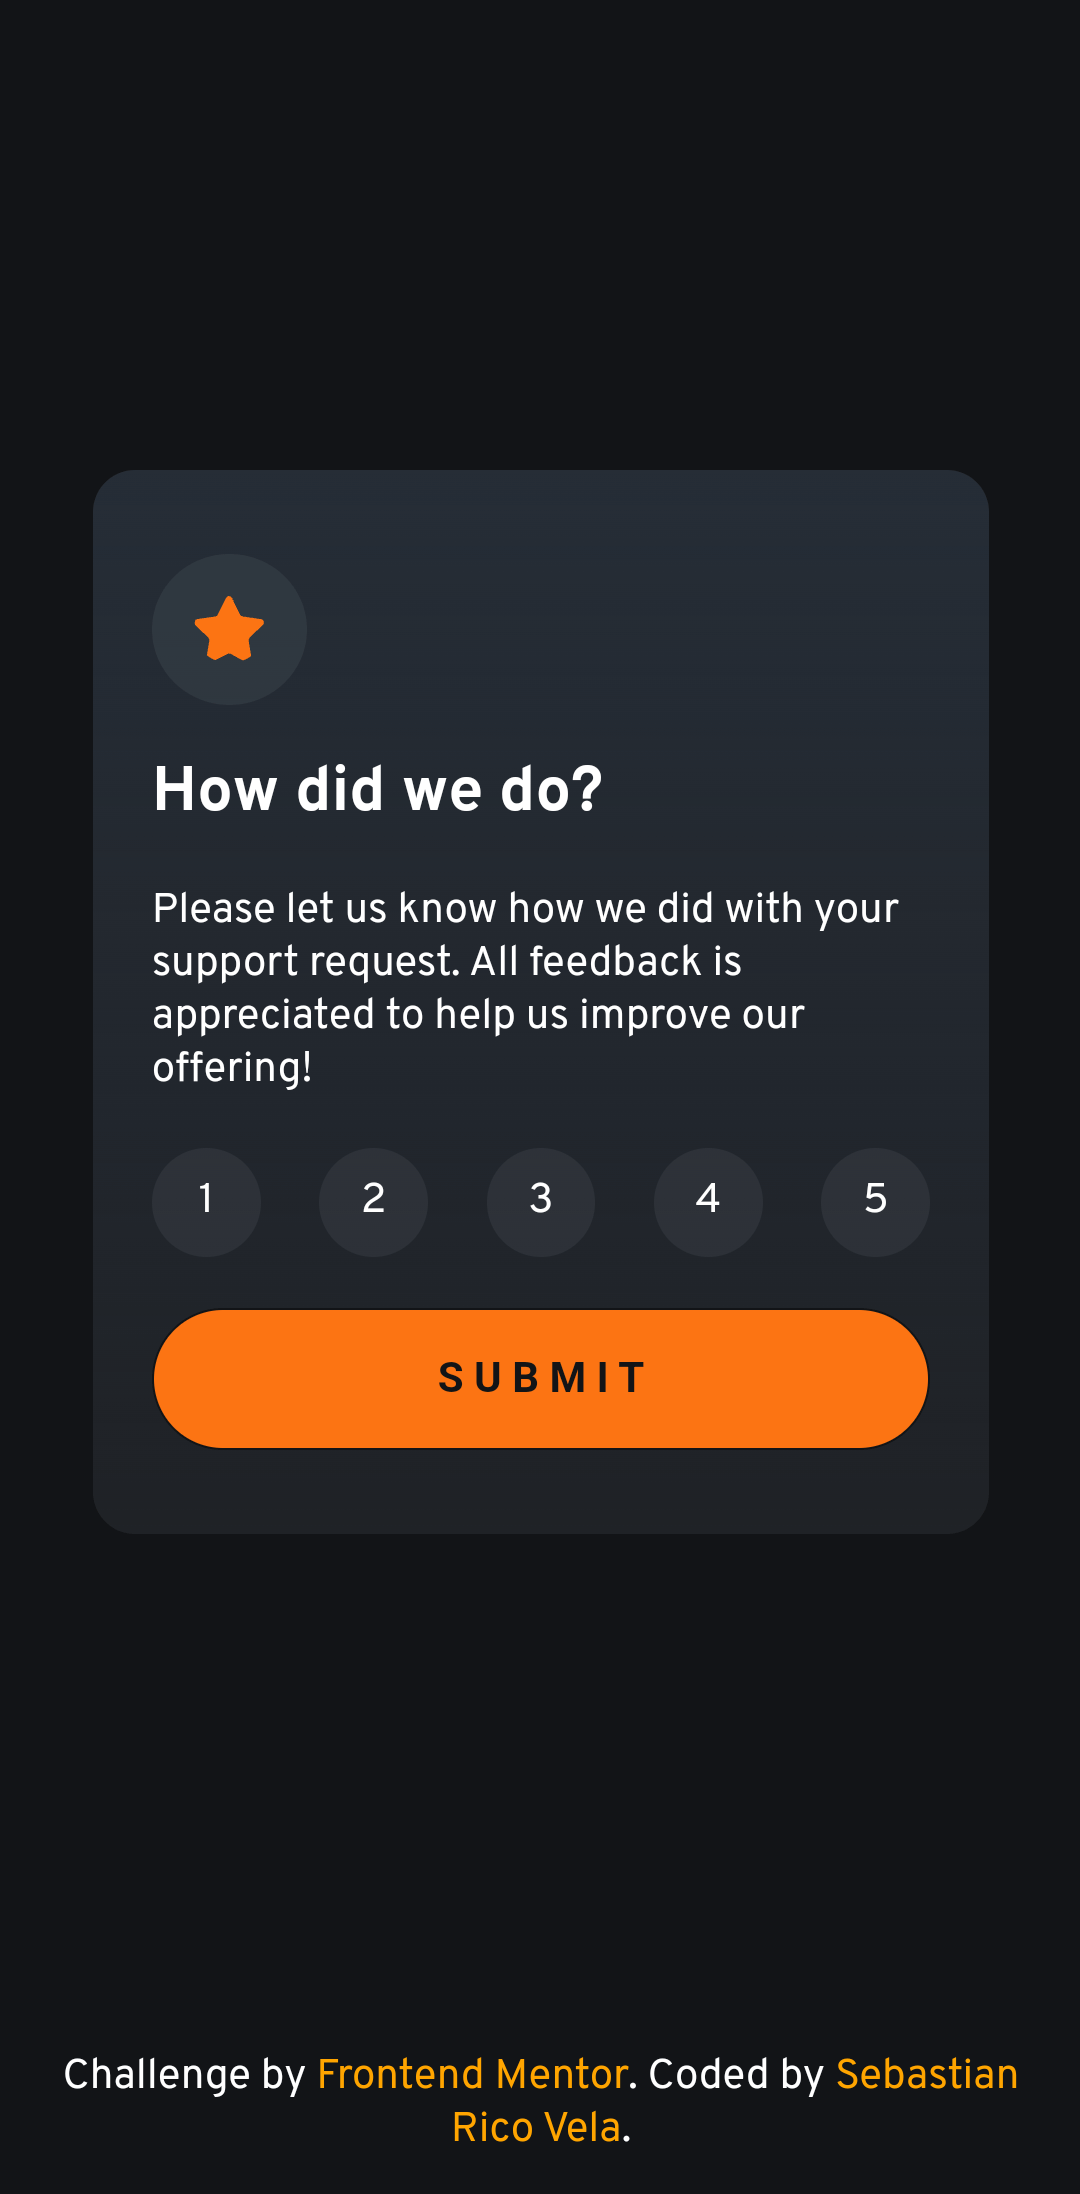 How did we do?
Please let us know how we did with your
support request. All feedback is
appreciated to help us improve our
offering!
1 2 3 4 5
SUBMIT
Challenge by Frontend Mentor. Coded by Sebastian
Rico Vela.